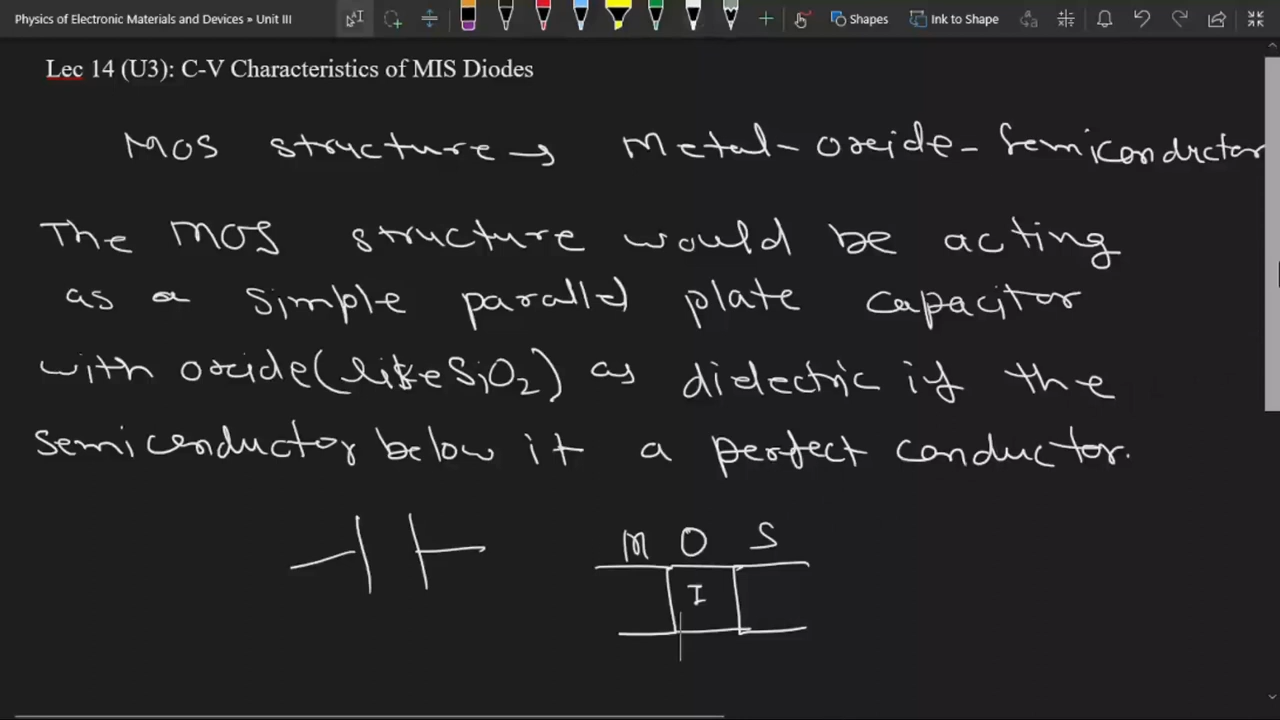 Physics of Electronic Materials and Devices » Unit III
Shapes
Ink to Shape
Lec 14 (U3): C-V Characteristics of MIS Diodes
MOS structure → Metal-oxide-Semiconductor
The MOS structure would be acting
as a simple parallel plate capacitor
with oxide (like SiO2) as dielectric if the
semiconductor below it a perfect conductor.
M O S
I